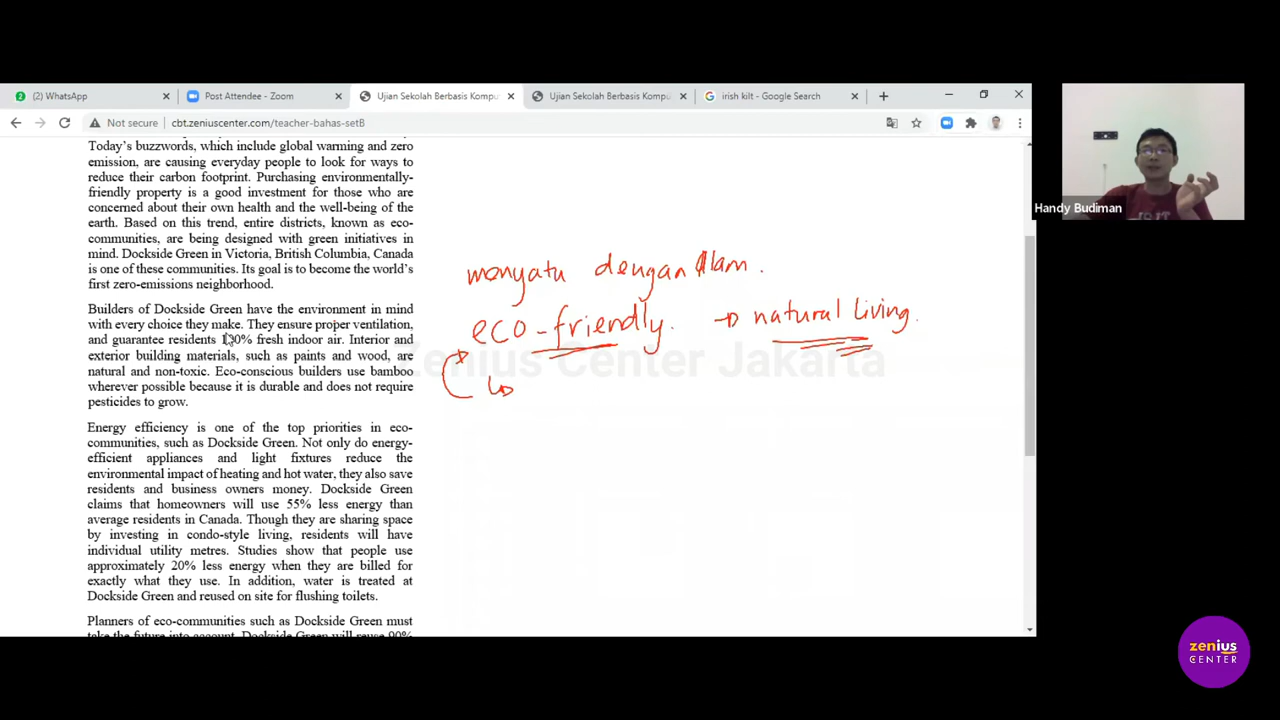 (2) WhatsApp
Post Attendee - Zoom
Ujian Sekolah Berbasis Kompu
Ujian Sekolah Berbasis Kompu
irish kilt - Google Search
Not secure
cbt.zeniuscenter.com/teacher-bahas-setB
Today's buzzwords, which include global warming and zero
emission, are causing everyday people to look for ways to
reduce their carbon footprint. Purchasing environmentally-
friendly property is a good investment for those who are
concerned about their own health and the well-being of the
earth. Based on this trend, entire districts, known as eco-
communities, are being designed with green initiatives in
mind. Dockside Green in Victoria, British Columbia, Canada
is one of these communities. Its goal is to become the world's
first zero-emissions neighborhood.
Builders of Dockside Green have the environment in mind
with every choice they make. They ensure proper ventilation,
and guarantee residents 100% fresh indoor air. Interior and
exterior building materials, such as paints and wood, are
natural and non-toxic. Eco-conscious builders use bamboo
wherever possible because it is durable and does not require
pesticides to grow.
Energy efficiency is one of the top priorities in eco-
communities, such as Dockside Green. Not only do energy-
efficient appliances and light fixtures reduce the
environmental impact of heating and hot water, they also save
residents and business owners money. Dockside Green
claims that homeowners will use 55% less energy than
average residents in Canada. Though they are sharing space
by investing in condo-style living, residents will have
individual utility metres. Studies show that people use
approximately 20% less energy when they are billed for
exactly what they use. In addition, water is treated at
Dockside Green and reused on site for flushing toilets.
Planners of eco-communities such as Dockside Green must
take the future into account. Dockside Green will reuse 90%
menyatu dengan Alam.
eco-friendly. → natural living.
Zenius Center Jakarta
Handy Budiman
zenius
CENTER